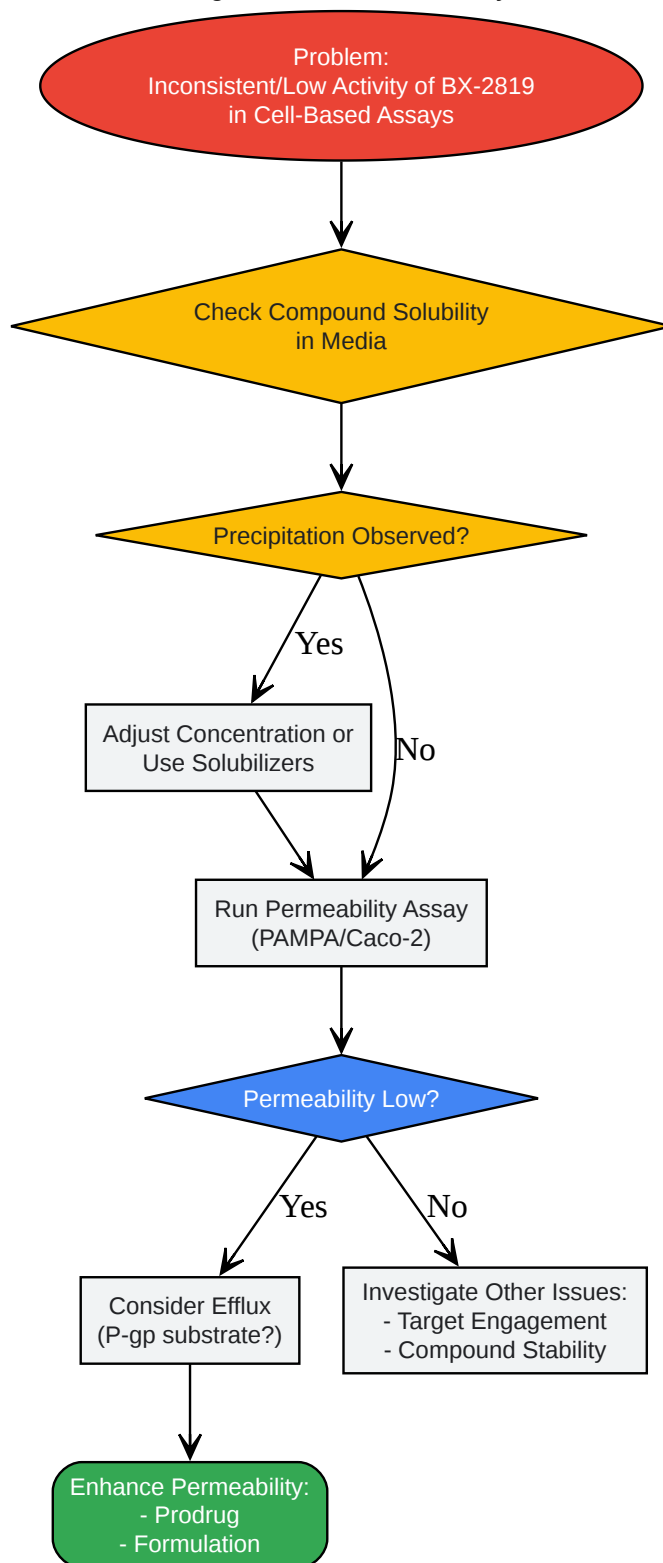 Problem:
Inconsistent/Low Activity of BX-2819
in Cell-Based Assays
Check Compound Solubility
in Media
Precipitation Observed?
Yes
No
Adjust Concentration or
Use Solubilizers
Run Permeability Assay
(PAMPA/Caco-2)
Permeability Low?
Yes
No
Consider Efflux
(P-gp substrate?)
Investigate Other Issues:
- Target Engagement
- Compound Stability
Enhance Permeability:
- Prodrug
- Formulation